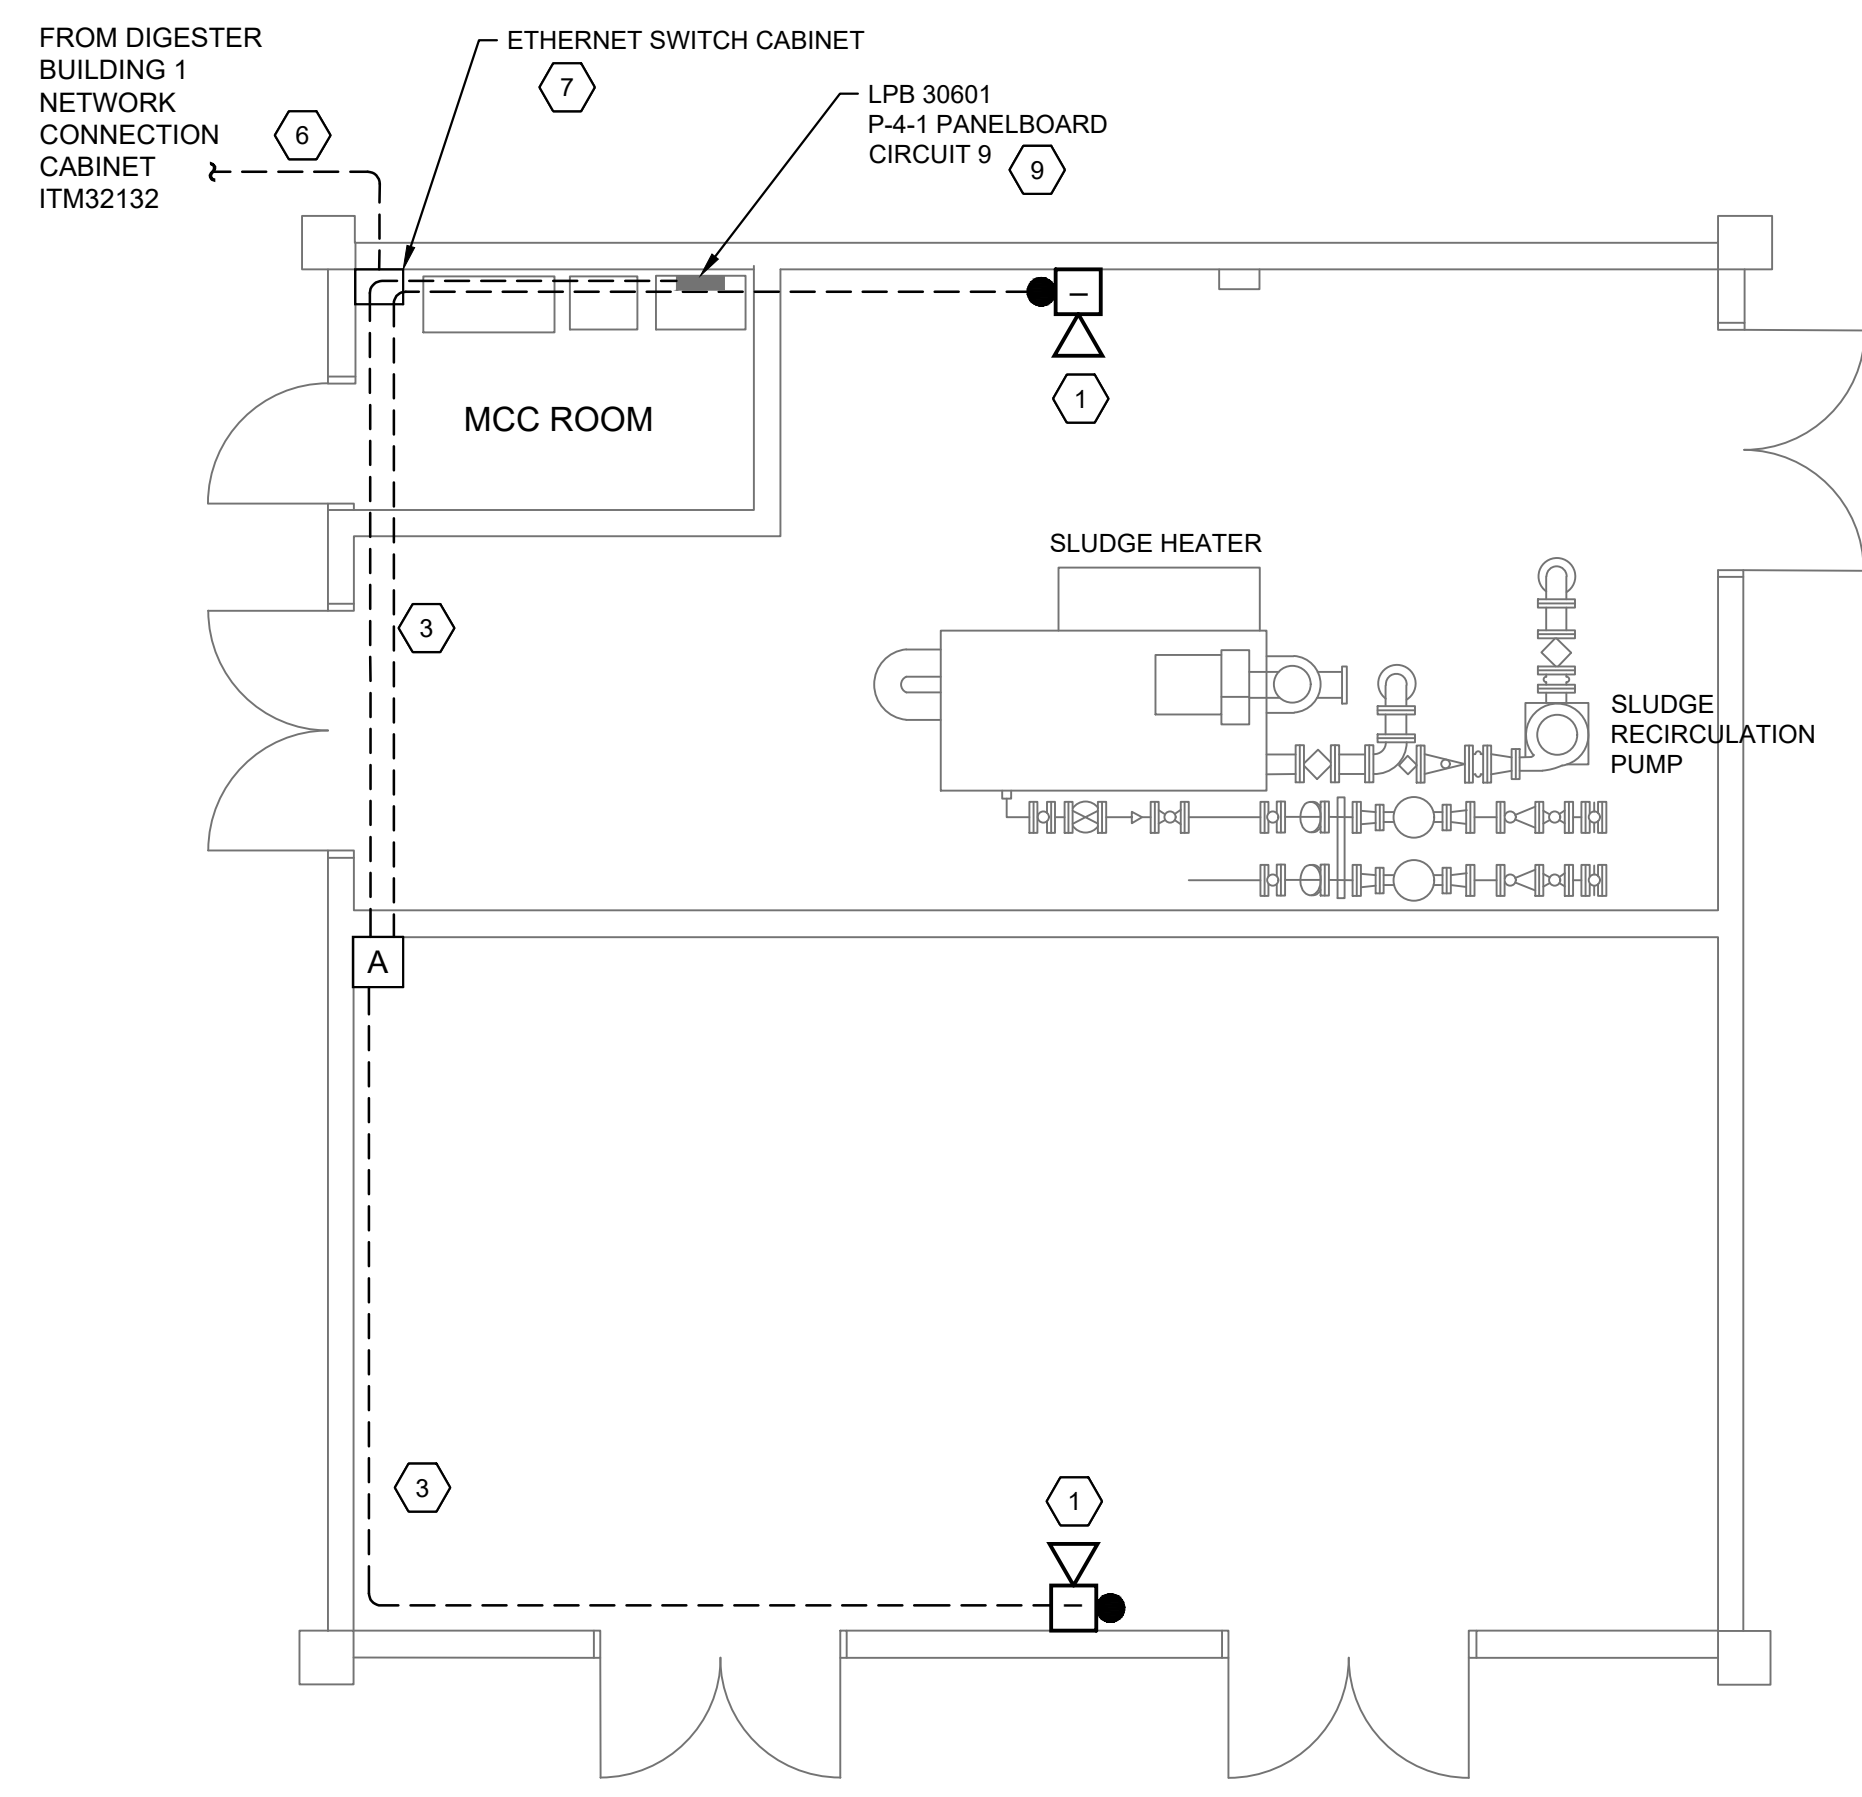 FROM DIGESTER
BUILDING 1
NETWORK
CONNECTION
CABINET
ITM32132
6
ETHERNET SWITCH CABINET
7
LPB 30601
P-4-1 PANELBOARD
CIRCUIT 9
9
1
MCC ROOM
SLUDGE HEATER
3
SLUDGE
RECIRCULATION
PUMP
A
3
1